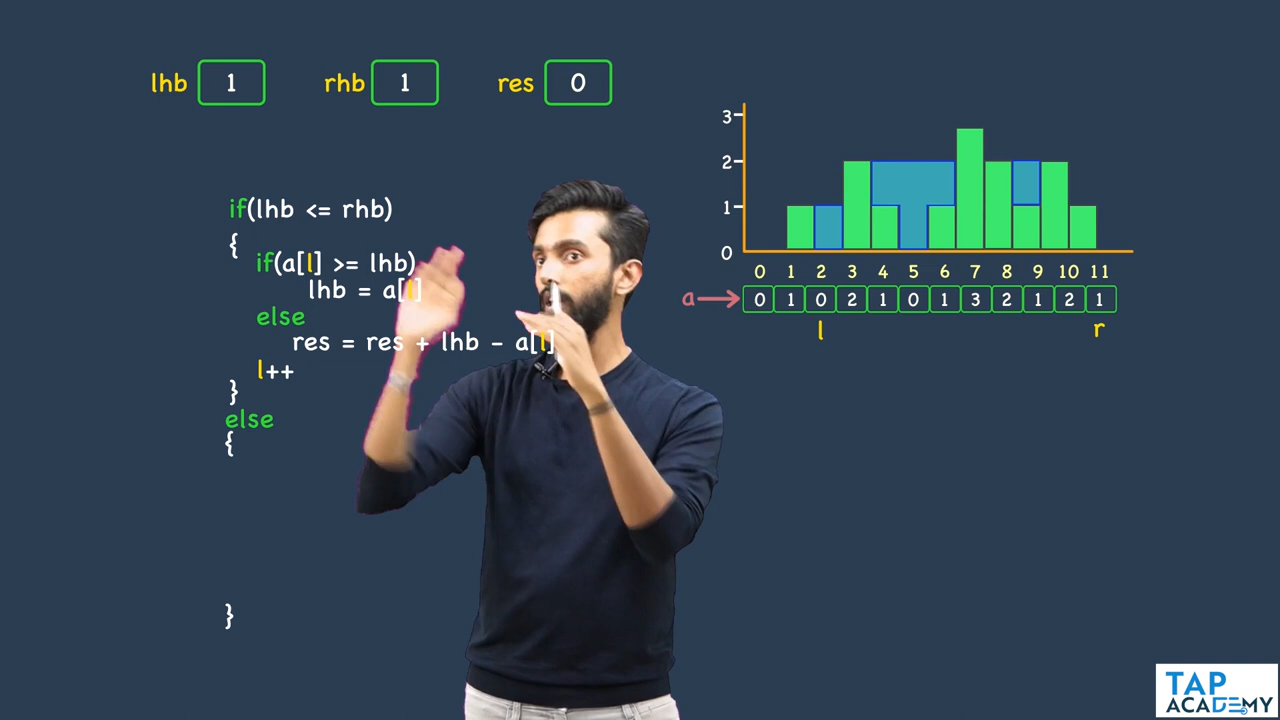 lhb 1 rhb 1 res 0
if(lhb <= rhb)
{
if(a[l] >= lhb)
lhb = a[l]
else
res = res + lhb - a[l]
l++
}
else
{
}
3
2
1
0
0 1 2 3 4 5 6 7 8 9 10 11
a 0 1 0 2 1 0 1 3 2 1 2 1
l r
TAP
ACADEMY